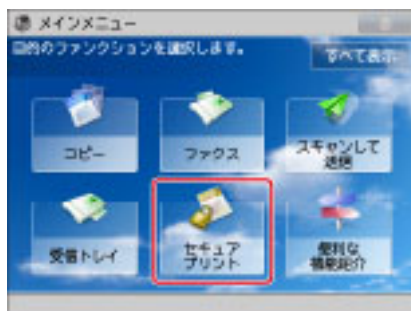 メインメニュー
目的のファンクションを選択します。
すべて表示
コピー
ファクス
スキャンして
送信
受信トレイ
セキュア
プリント
便利な
機能紹介